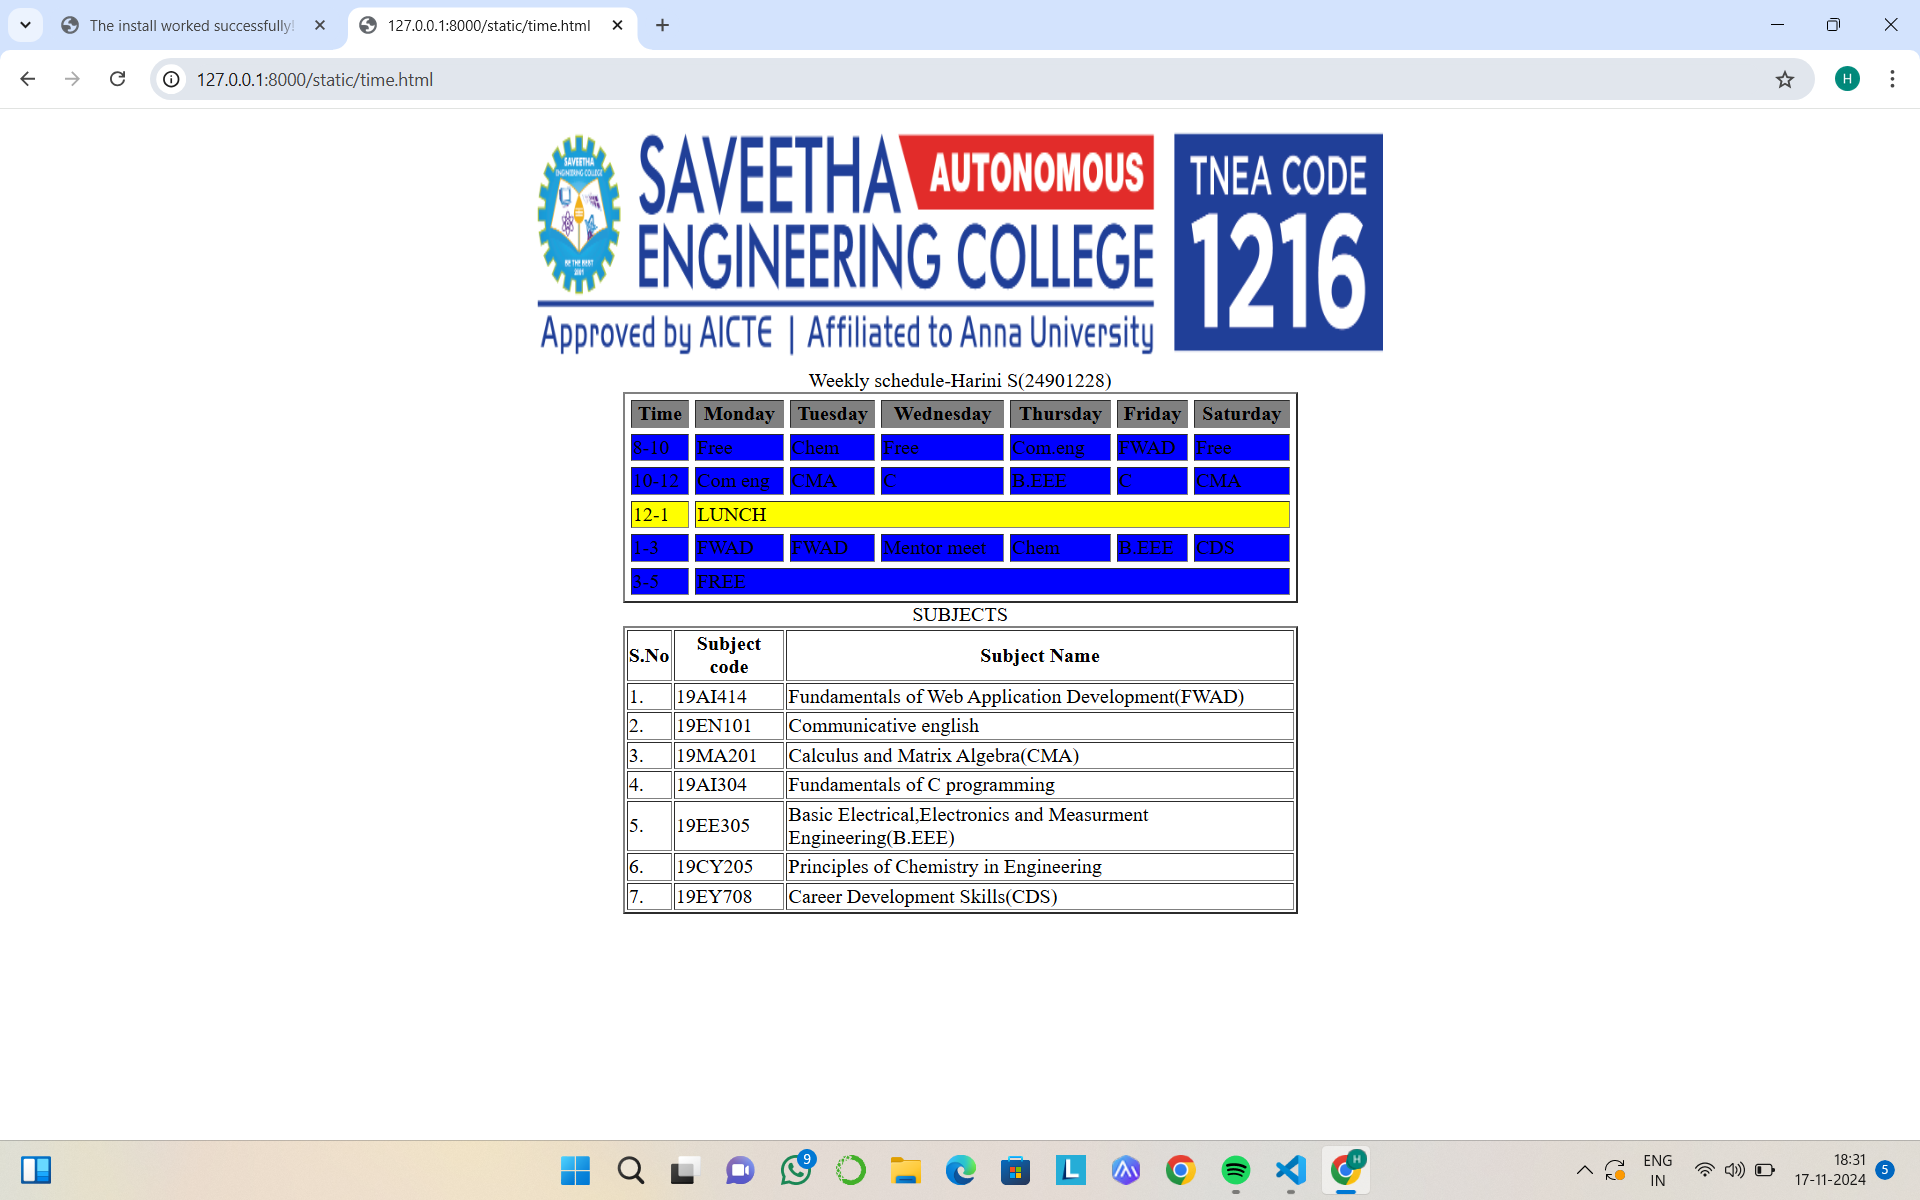 The install worked successfully!
127.0.0.1:8000/static/time.html
127.0.0.1:8000/static/time.html
H
SAVEETHA
ENGINEERING COLLEGE
BE THE BEST
2001
SAVEETHA AUTONOMOUS
ENGINEERING COLLEGE
Approved by AICTE | Affiliated to Anna University
TNEA CODE
1216
Weekly schedule-Harini S(24901228)
Time Monday Tuesday Wednesday Thursday Friday Saturday
8-10 Free Chem Free Com.eng FWAD Free
10-12 Com eng CMA C B.EEE C CMA
12-1 LUNCH
1-3 FWAD FWAD Mentor meet Chem B.EEE CDS
3-5 FREE
SUBJECTS
S.No Subject code Subject Name
1. 19AI414 Fundamentals of Web Application Development(FWAD)
2. 19EN101 Communicative english
3. 19MA201 Calculus and Matrix Algebra(CMA)
4. 19AI304 Fundamentals of C programming
5. 19EE305 Basic Electrical,Electronics and Measurment
Engineering(B.EEE)
6. 19CY205 Principles of Chemistry in Engineering
7. 19EY708 Career Development Skills(CDS)
9
L
H
ENG
IN
18:31
17-11-2024
5